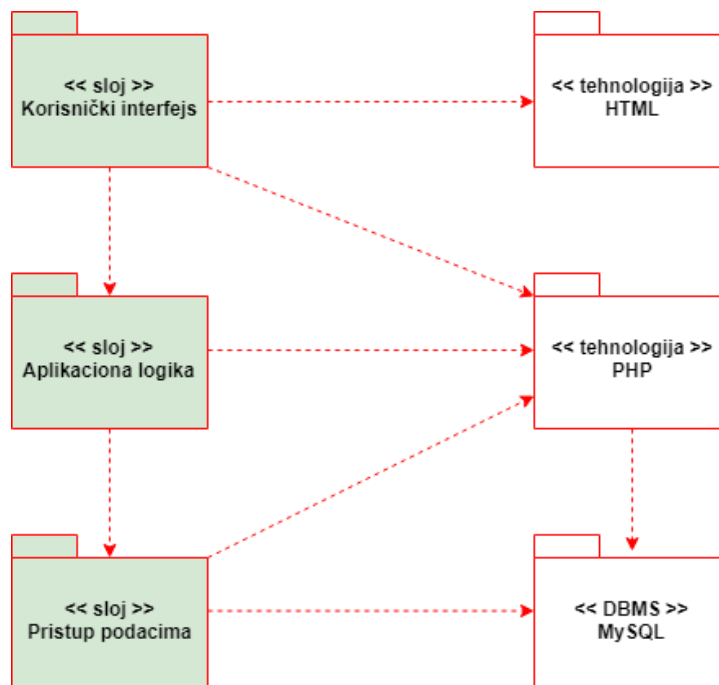 << sloj >>
Korisnički interfejs
<< tehnologija >>
HTML
<< sloj >>
Aplikaciona logika
<< tehnologija >>
PHP
<< sloj >>
Pristup podacima
<< DBMS >>
MySQL